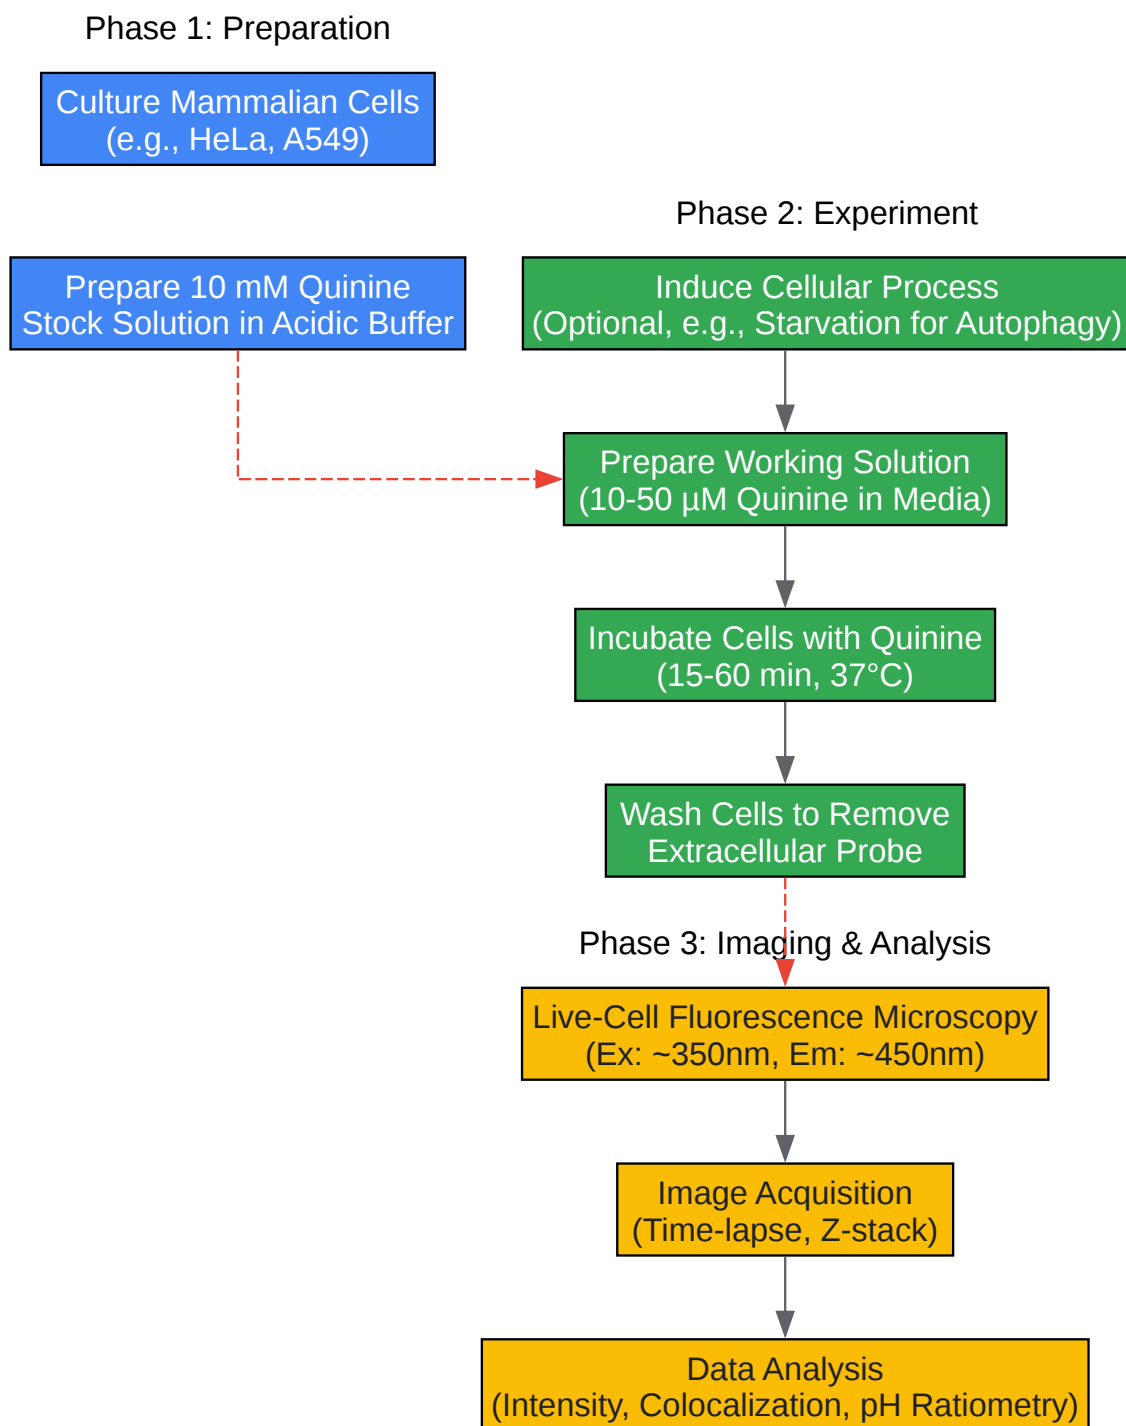 Phase 1: Preparation
Culture Mammalian Cells
(e.g., HeLa, A549)
Prepare 10 mM Quinine
Stock Solution in Acidic Buffer
Phase 2: Experiment
Induce Cellular Process
(Optional, e.g., Starvation for Autophagy)
Prepare Working Solution
(10-50 µM Quinine in Media)
Incubate Cells with Quinine
(15-60 min, 37°C)
Wash Cells to Remove
Extracellular Probe
Phase 3: Imaging & Analysis
Live-Cell Fluorescence Microscopy
(Ex: ~350nm, Em: ~450nm)
Image Acquisition
(Time-lapse, Z-stack)
Data Analysis
(Intensity, Colocalization, pH Ratiometry)